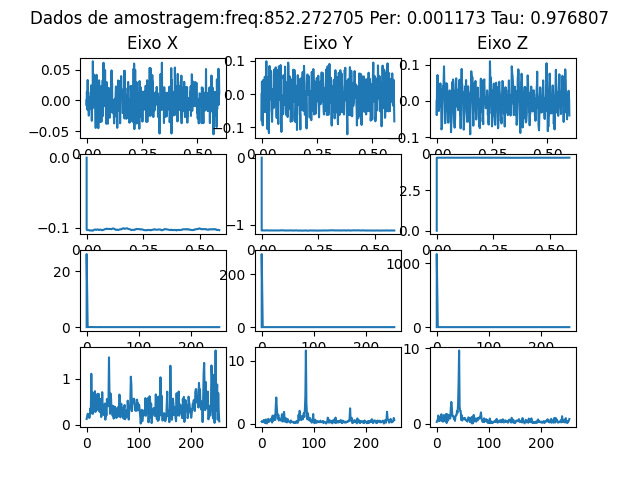 Dados de amostragem:freq:852.272705 Per: 0.001173 Tau: 0.976807
Eixo X Eixo Y Eixo Z
0.05 0.1 0.1
0.00 0.0 0.0
−0.05 −0.1 0.1
0.00 0.25 0.50 0.00 0.25 0.50 0.00 0.25 0.50
0.0 0.0 2.5
−0.1 −1 0.0
0.00 0.25 0.50 0.00 0.25 0.50 0.00 0.25 0.50
20 200 1000
0 0 0
0 100 200 0 100 200 0 200
1 10 10
0 0 0
0 100 200 0 100 200 0 200